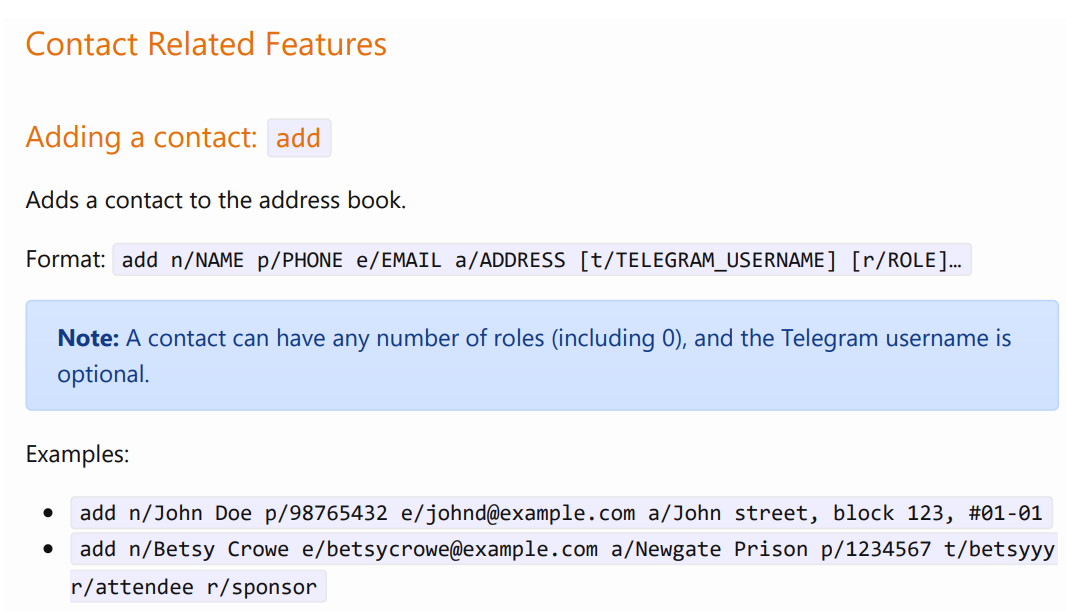 Contact Related Features
Adding a contact: add
Adds a contact to the address book.
Format: add n/NAME p/PHONE e/EMAIL a/ADDRESS [t/TELEGRAM_USERNAME] [r/ROLE]…
Note: A contact can have any number of roles (including 0), and the Telegram username is
optional.
Examples:
• add n/John Doe p/98765432 e/johnd@example.com a/John street, block 123, #01-01
• add n/Betsy Crowe e/betsycrowe@example.com a/Newgate Prison p/1234567 t/betsyyy
r/attendee r/sponsor